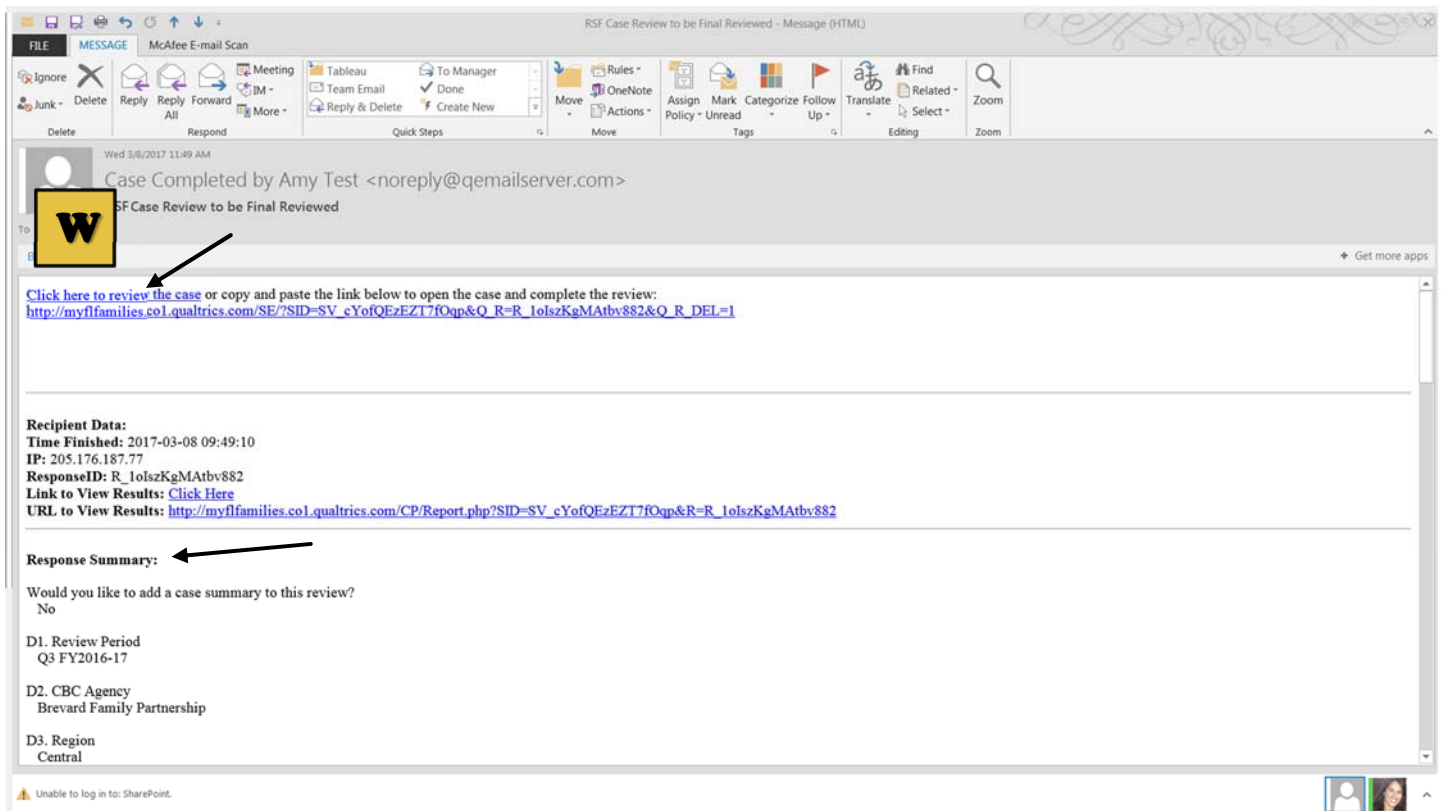 RSF Case Review to be Final Reviewed - Message (HTML)
FILE MESSAGE McAfee E-mail Scan
Ignore
Junk
Delete
Delete
Reply
Reply All
Forward
Meeting
IM
More
Respond
Tableau
Team Email
Reply & Delete
To Manager
Done
Create New
Quick Steps
Move
Rules
OneNote
Actions
Move
Assign Policy
Mark Unread
Categorize
Follow Up
Tags
Translate
Find
Related
Select
Editing
Zoom
Zoom
Wed 3/8/2017 11:49 AM
Case Completed by Amy Test <noreply@qemailserver.com>
SF Case Review to be Final Reviewed
To
W
+ Get more apps
Click here to review the case or copy and paste the link below to open the case and complete the review:
http://myflfamilies.co1.qualtrics.com/SE/?SID=SV_cYofQEzEZT7fOqp&Q_R=R_1oIszKgMAtbv882&Q_R_DEL=1
Recipient Data:
Time Finished: 2017-03-08 09:49:10
IP: 205.176.187.77
ResponseID: R_1oIszKgMAtbv882
Link to View Results: Click Here
URL to View Results: http://myflfamilies.co1.qualtrics.com/CP/Report.php?SID=SV_cYofQEzEZT7fOqp&R=R_1oIszKgMAtbv882
Response Summary:
Would you like to add a case summary to this review?
No
D1. Review Period
Q3 FY2016-17
D2. CBC Agency
Brevard Family Partnership
D3. Region
Central
Unable to log in to: SharePoint.